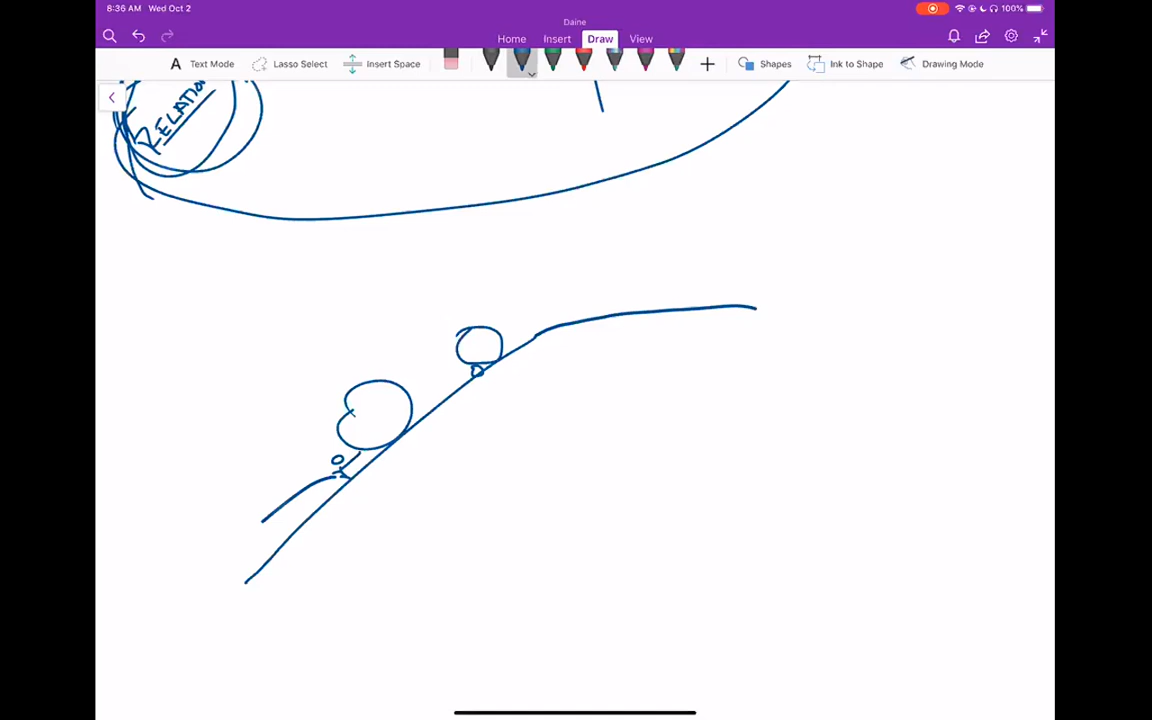 8:36 AM Wed Oct 2
100%
Daine
Home Insert Draw View
Text Mode Lasso Select Insert Space Shapes Ink to Shape Drawing Mode
RELATION